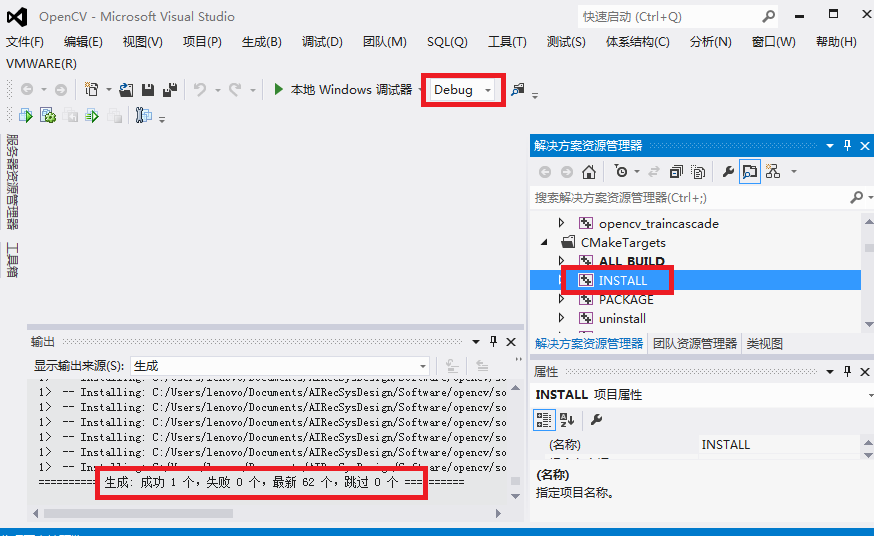 OpenCV - Microsoft Visual Studio
快速启动 (Ctrl+Q)
文件(F) 编辑(E) 视图(V) 项目(P) 生成(B) 调试(D) 团队(M) SQL(Q) 工具(T) 测试(S) 体系结构(C) 分析(N) 窗口(W) 帮助(H)
VMWARE(R)
本地 Windows 调试器 Debug
服务器资源管理器
工具箱
解决方案资源管理器
搜索解决方案资源管理器(Ctrl+;)
opencv_traincascade
CMakeTargets
ALL_BUILD
INSTALL
PACKAGE
uninstall
解决方案资源管理器 团队资源管理器 类视图
输出
显示输出来源(S): 生成
1> -- Installing: C:/Users/lenovo/Documents/AIRecSysDesign/Software/opencv/so
1> -- Installing: C:/Users/lenovo/Documents/AIRecSysDesign/Software/opencv/so
1> -- Installing: C:/Users/lenovo/Documents/AIRecSysDesign/Software/opencv/so
1> -- Installing: C:/Users/lenovo/Documents/AIRecSysDesign/Software/opencv/so
1> -- Installing: C:/Users/lenovo/Documents/AIRecSysDesign/Software/opencv/so
1> -- Installing: C:/Users/lenovo/Documents/AIRecSysDesign/Software/opencv/so
1> -- Installing: C:/Users/lenovo/Documents/AIRecSysDesign/Software/opencv/so
========== 生成: 成功 1 个，失败 0 个，最新 62 个，跳过 0 个 ==========
属性
INSTALL 项目属性
(名称) INSTALL
(名称)
指定项目名称。